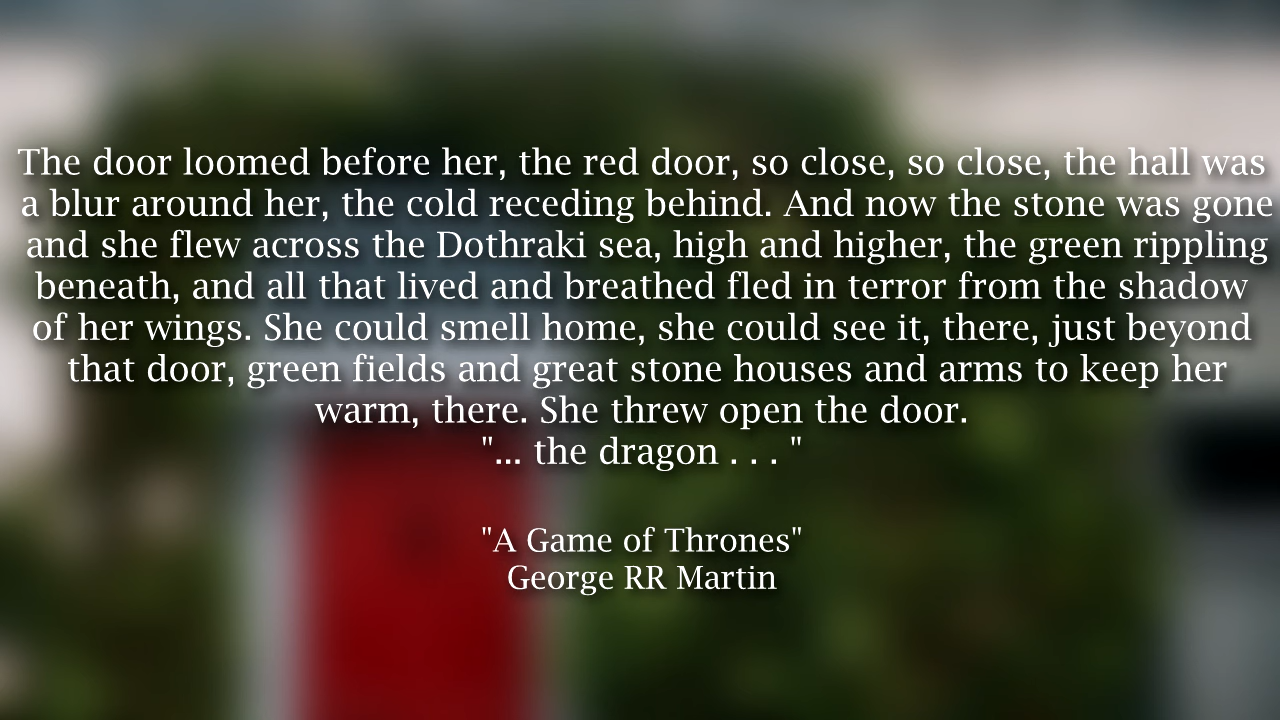 The door loomed before her, the red door, so close, so close, the hall was
a blur around her, the cold receding behind. And now the stone was gone
and she flew across the Dothraki sea, high and higher, the green rippling
beneath, and all that lived and breathed fled in terror from the shadow
of her wings. She could smell home, she could see it, there, just beyond
that door, green fields and great stone houses and arms to keep her
warm, there. She threw open the door.
"... the dragon . . . "
"A Game of Thrones"
George RR Martin